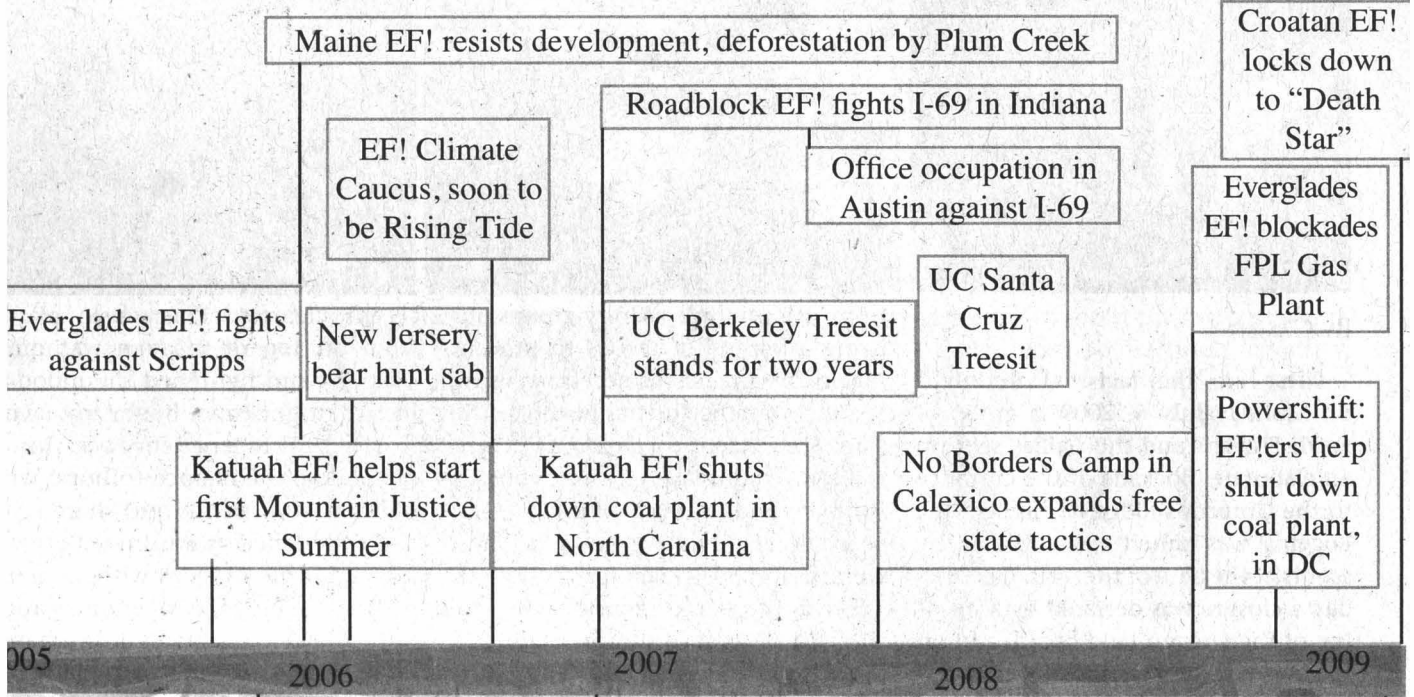 Maine EF! resists development, deforestation by Plum Creek
Roadblock EF! fights I-69 in Indiana
Croatan EF!
locks down
to “Death
Star”
EF! Climate
Caucus, soon to
be Rising Tide
Office occupation in
Austin against I-69
Everglades
EF! blockades
FPL Gas
Plant
Everglades EF! fights
against Scripps
New Jersery
bear hunt sab
UC Berkeley Treesit
stands for two years
UC Santa
Cruz
Treesit
Katuah EF! helps start
first Mountain Justice
Summer
Katuah EF! shuts
down coal plant in
North Carolina
No Borders Camp in
Calexico expands free
state tactics
Powershift:
EF!ers help
shut down
coal plant,
in DC
005
2006
2007
2008
2009